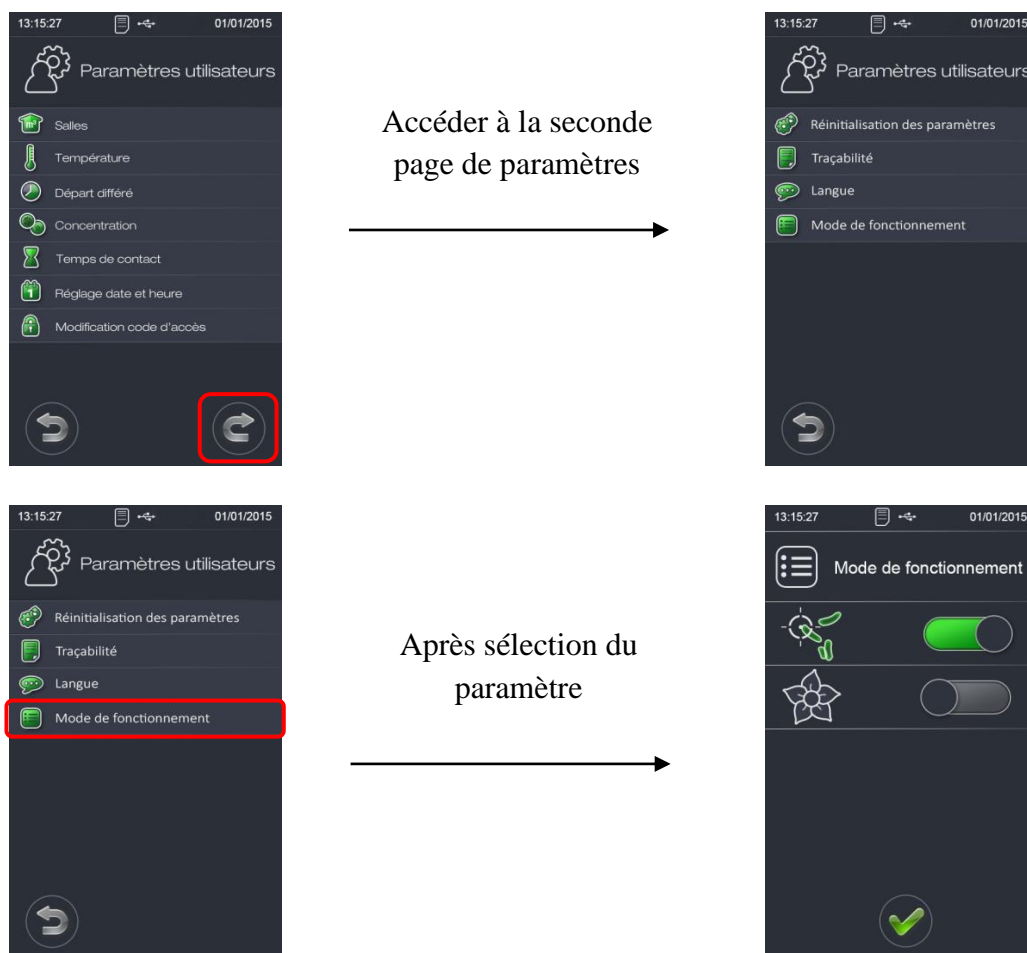 13:15:27 01/01/2015
Paramètres utilisateurs
Salles
Température
Départ différé
Concentration
Temps de contact
Réglage date et heure
Modification code d'accès
Accéder à la seconde
page de paramètres
13:15:27 01/01/2015
Paramètres utilisateurs
Réinitialisation des paramètres
Traçabilité
Langue
Mode de fonctionnement
13:15:27 01/01/2015
Paramètres utilisateurs
Réinitialisation des paramètres
Traçabilité
Langue
Mode de fonctionnement
Après sélection du
paramètre
13:15:27 01/01/2015
Mode de fonctionnement